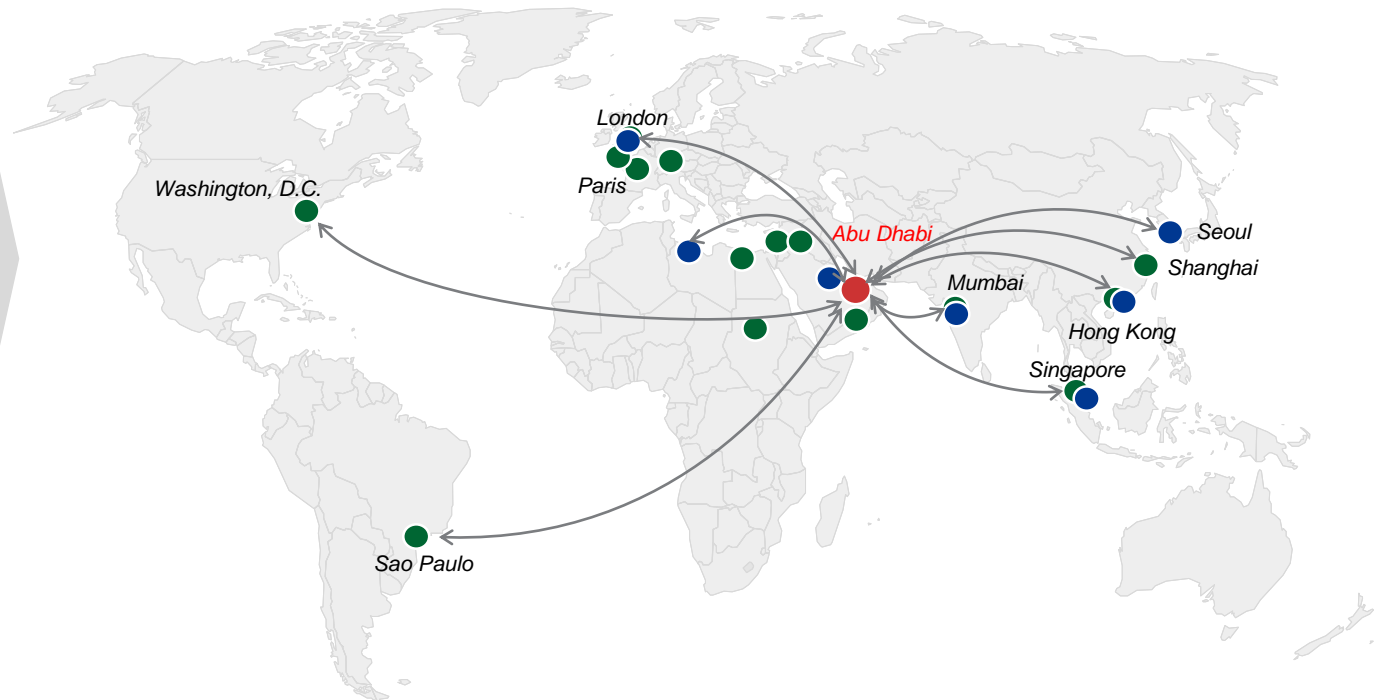 London
Washington, D.C.
Paris
Abu Dhabi
Seoul
Shanghai
Mumbai
Hong Kong
Singapore
Sao Paulo